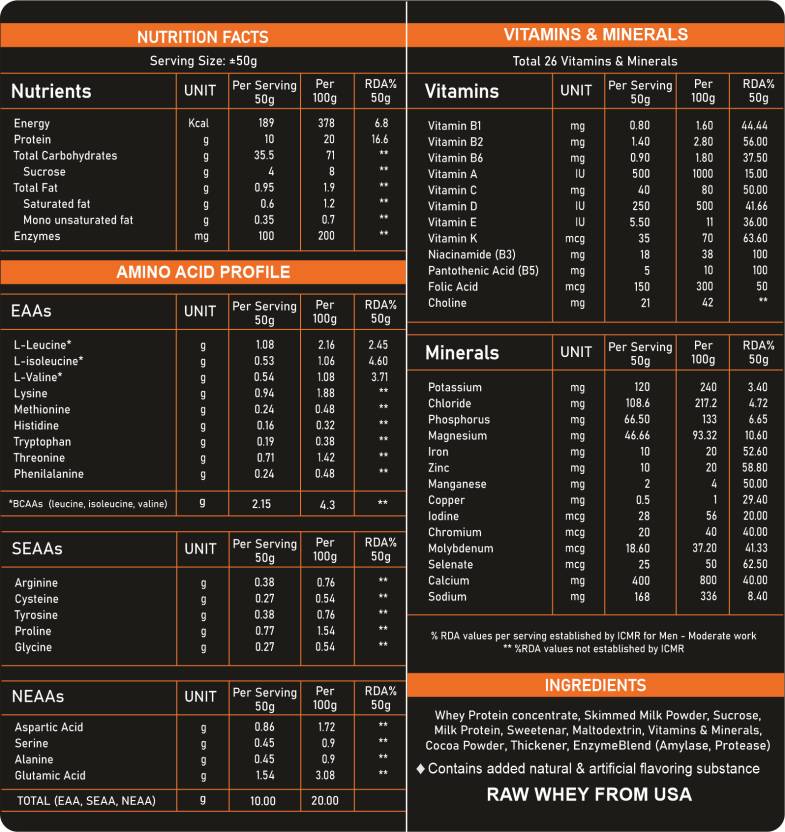 NUTRITION FACTS
Serving Size: ±50g
Nutrients UNIT Per Serving 50g Per 100g RDA% 50g
Energy Kcal 189 378 6.8
Protein g 10 20 16.6
Total Carbohydrates g 35.5 71 **
Sucrose g 4 8 **
Total Fat g 0.95 1.9 **
Saturated fat g 0.6 1.2 **
Mono unsaturated fat g 0.35 0.7 **
Enzymes mg 100 200 **
AMINO ACID PROFILE
EAAs UNIT Per Serving 50g Per 100g RDA% 50g
L-Leucine* g 1.08 2.16 2.45
L-isoleucine* g 0.53 1.06 4.60
L-Valine* g 0.54 1.08 3.71
Lysine g 0.94 1.88 **
Methionine g 0.24 0.48 **
Histidine g 0.16 0.32 **
Tryptophan g 0.19 0.38 **
Threonine g 0.71 1.42 **
Phenilalanine g 0.24 0.48 **
*BCAAs (leucine, isoleucine, valine) g 2.15 4.3 **
SEAAs UNIT Per Serving 50g Per 100g RDA% 50g
Arginine g 0.38 0.76 **
Cysteine g 0.27 0.54 **
Tyrosine g 0.38 0.76 **
Proline g 0.77 1.54 **
Glycine g 0.27 0.54 **
NEAAs UNIT Per Serving 50g Per 100g RDA% 50g
Aspartic Acid g 0.86 1.72 **
Serine g 0.45 0.9 **
Alanine g 0.45 0.9 **
Glutamic Acid g 1.54 3.08 **
TOTAL (EAA, SEAA, NEAA) g 10.00 20.00
VITAMINS & MINERALS
Total 26 Vitamins & Minerals
Vitamins UNIT Per Serving 50g Per 100g RDA% 50g
Vitamin B1 mg 0.80 1.60 44.44
Vitamin B2 mg 1.40 2.80 56.00
Vitamin B6 mg 0.90 1.80 37.50
Vitamin A IU 500 1000 15.00
Vitamin C mg 40 80 50.00
Vitamin D IU 250 500 41.66
Vitamin E IU 5.50 11 36.00
Vitamin K mcg 35 70 63.60
Niacinamide (B3) mg 18 38 100
Pantothenic Acid (B5) mg 5 10 100
Folic Acid mcg 150 300 50
Choline mg 21 42 **
Minerals UNIT Per Serving 50g Per 100g RDA% 50g
Potassium mg 120 240 3.40
Chloride mg 108.6 217.2 4.72
Phosphorus mg 66.50 133 6.65
Magnesium mg 46.66 93.32 10.60
Iron mg 10 20 52.60
Zinc mg 10 20 58.80
Manganese mg 2 4 50.00
Copper mg 0.5 1 29.40
Iodine mcg 28 56 20.00
Chromium mcg 20 40 40.00
Molybdenum mcg 18.60 37.20 41.33
Selenate mcg 25 50 62.50
Calcium mg 400 800 40.00
Sodium mg 168 336 8.40
% RDA values per serving established by ICMR for Men - Moderate work
** %RDA values not established by ICMR
INGREDIENTS
Whey Protein concentrate, Skimmed Milk Powder, Sucrose,
Milk Protein, Sweetenar, Maltodextrin, Vitamins & Minerals,
Cocoa Powder, Thickener, EnzymeBlend (Amylase, Protease)
♦ Contains added natural & artificial flavoring substance
RAW WHEY FROM USA